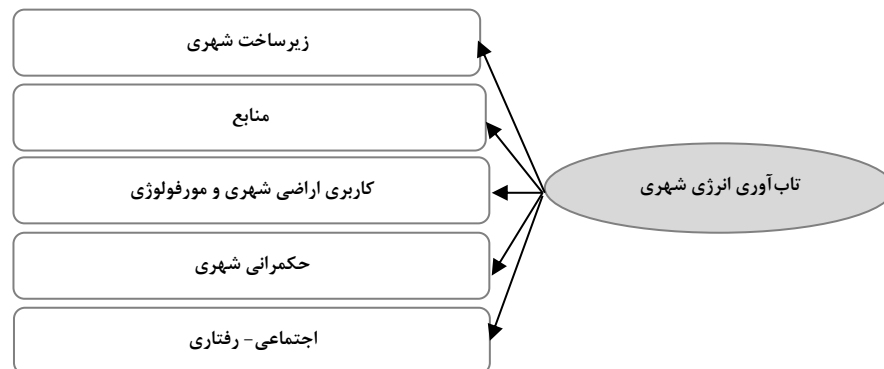 تاب‌آوری انرژی شهری
زیرساخت شهری
منابع
کاربری اراضی شهری و مورفولوژی
حکمرانی شهری
اجتماعی- رفتاری